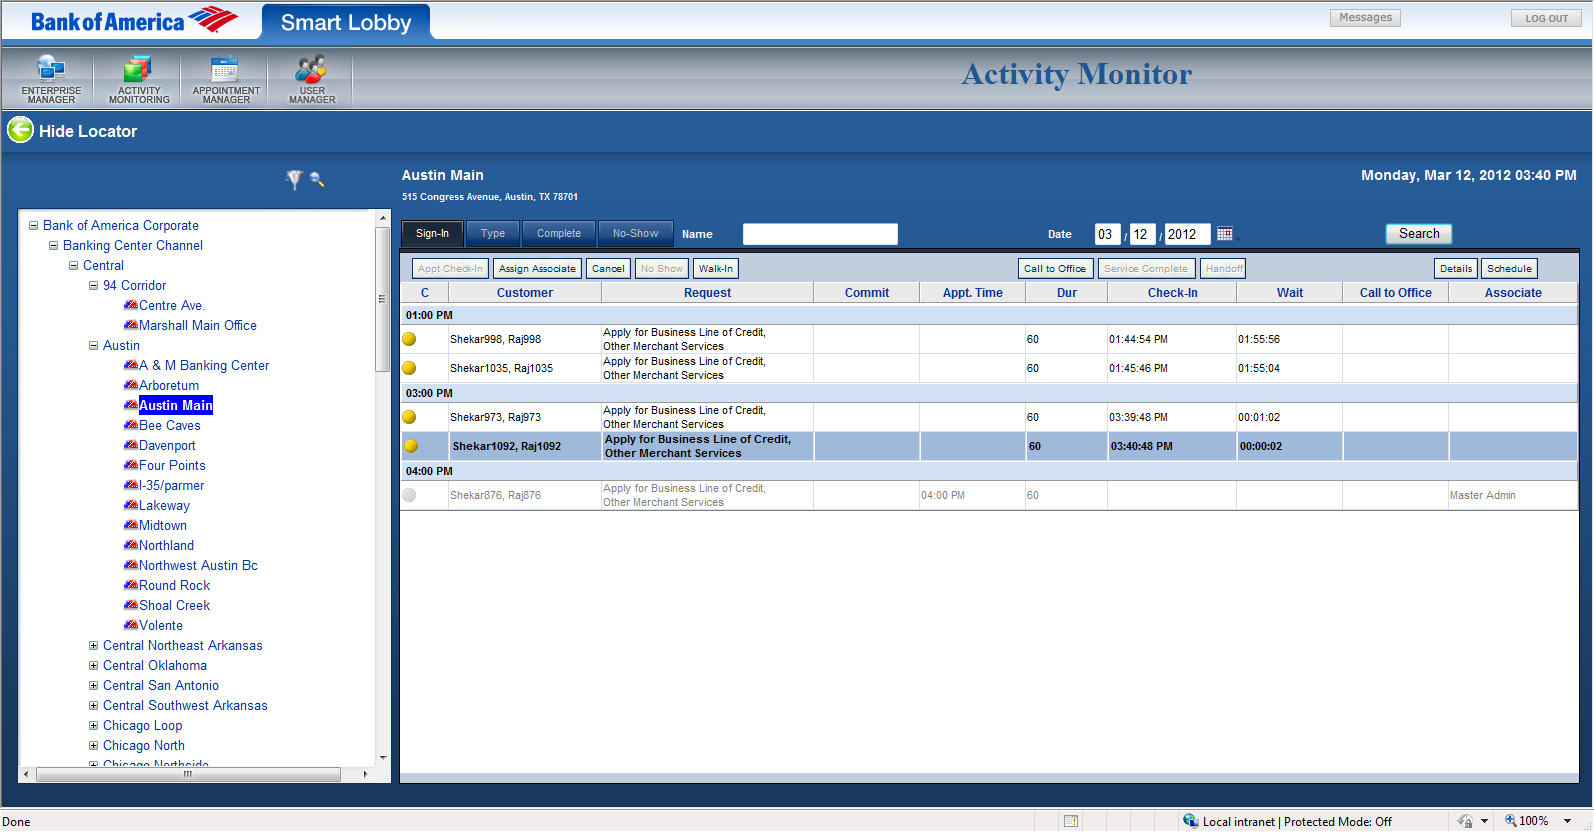 Bank of America
Smart Lobby
Messages
LOG OUT
ENTERPRISE MANAGER
ACTIVITY MONITORING
APPOINTMENT MANAGER
USER MANAGER
Activity Monitor
Hide Locator
Bank of America Corporate
Banking Center Channel
Central
94 Corridor
Centre Ave.
Marshall Main Office
Austin
A & M Banking Center
Arboretum
Austin Main
Bee Caves
Davenport
Four Points
I-35/parmer
Lakeway
Midtown
Northland
Northwest Austin Bc
Round Rock
Shoal Creek
Volente
Central Northeast Arkansas
Central Oklahoma
Central San Antonio
Central Southwest Arkansas
Chicago Loop
Chicago North
Chicago Northside
Austin Main
Monday, Mar 12, 2012 03:40 PM
515 Congress Avenue, Austin, TX 78701
Sign-In Type Complete No-Show Name Date 03 / 12 / 2012 Search
Appt Check-In Assign Associate Cancel No Show Walk-In Call to Office Service Complete Handoff Details Schedule
C Customer Request Commit Appt. Time Dur Check-In Wait Call to Office Associate
01:00 PM
Shekar998, Raj998 Apply for Business Line of Credit, Other Merchant Services 60 01:44:54 PM 01:55:56
Shekar1035, Raj1035 Apply for Business Line of Credit, Other Merchant Services 60 01:45:46 PM 01:55:04
03:00 PM
Shekar973, Raj973 Apply for Business Line of Credit, Other Merchant Services 60 03:39:48 PM 00:01:02
Shekar1092, Raj1092 Apply for Business Line of Credit, Other Merchant Services 60 03:40:48 PM 00:00:02
04:00 PM
Shekar876, Raj876 Apply for Business Line of Credit, Other Merchant Services 04:00 PM 60 Master Admin
Done
Local intranet | Protected Mode: Off
100%